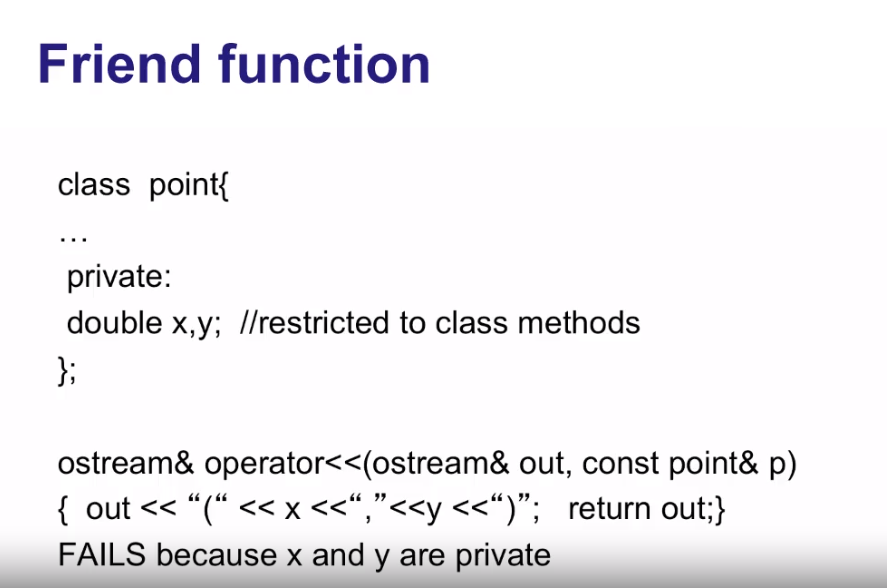 Friend function
class  point{
…
private:
double x,y;  //restricted to class methods
};
ostream& operator<<(ostream& out, const point& p)
{  out << “(“ << x <<“,”<<y <<“)”;   return out;}
FAILS because x and y are private